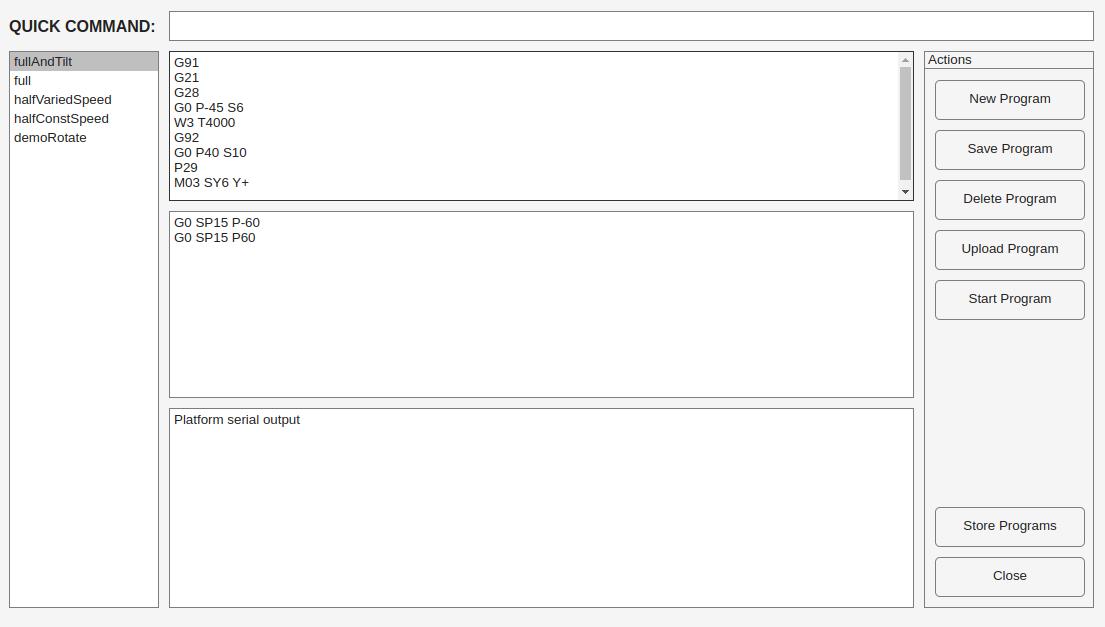 QUICK COMMAND:
fullAndTilt
full
halfVariedSpeed
halfConstSpeed
demoRotate
G91
G21
G28
G0 P-45 S6
W3 T4000
G92
G0 P40 S10
P29
M03 SY6 Y+
G0 SP15 P-60
G0 SP15 P60
Platform serial output
Actions
New Program
Save Program
Delete Program
Upload Program
Start Program
Store Programs
Close